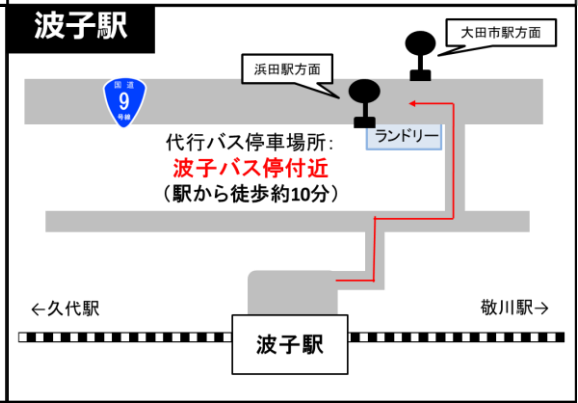 波子駅
大田市駅方面
浜田駅方面
国道
9
号線
ランドリー
代行バス停車場所:
波子バス停付近
（駅から徒歩約10分）
←久代駅
敬川駅→
波子駅